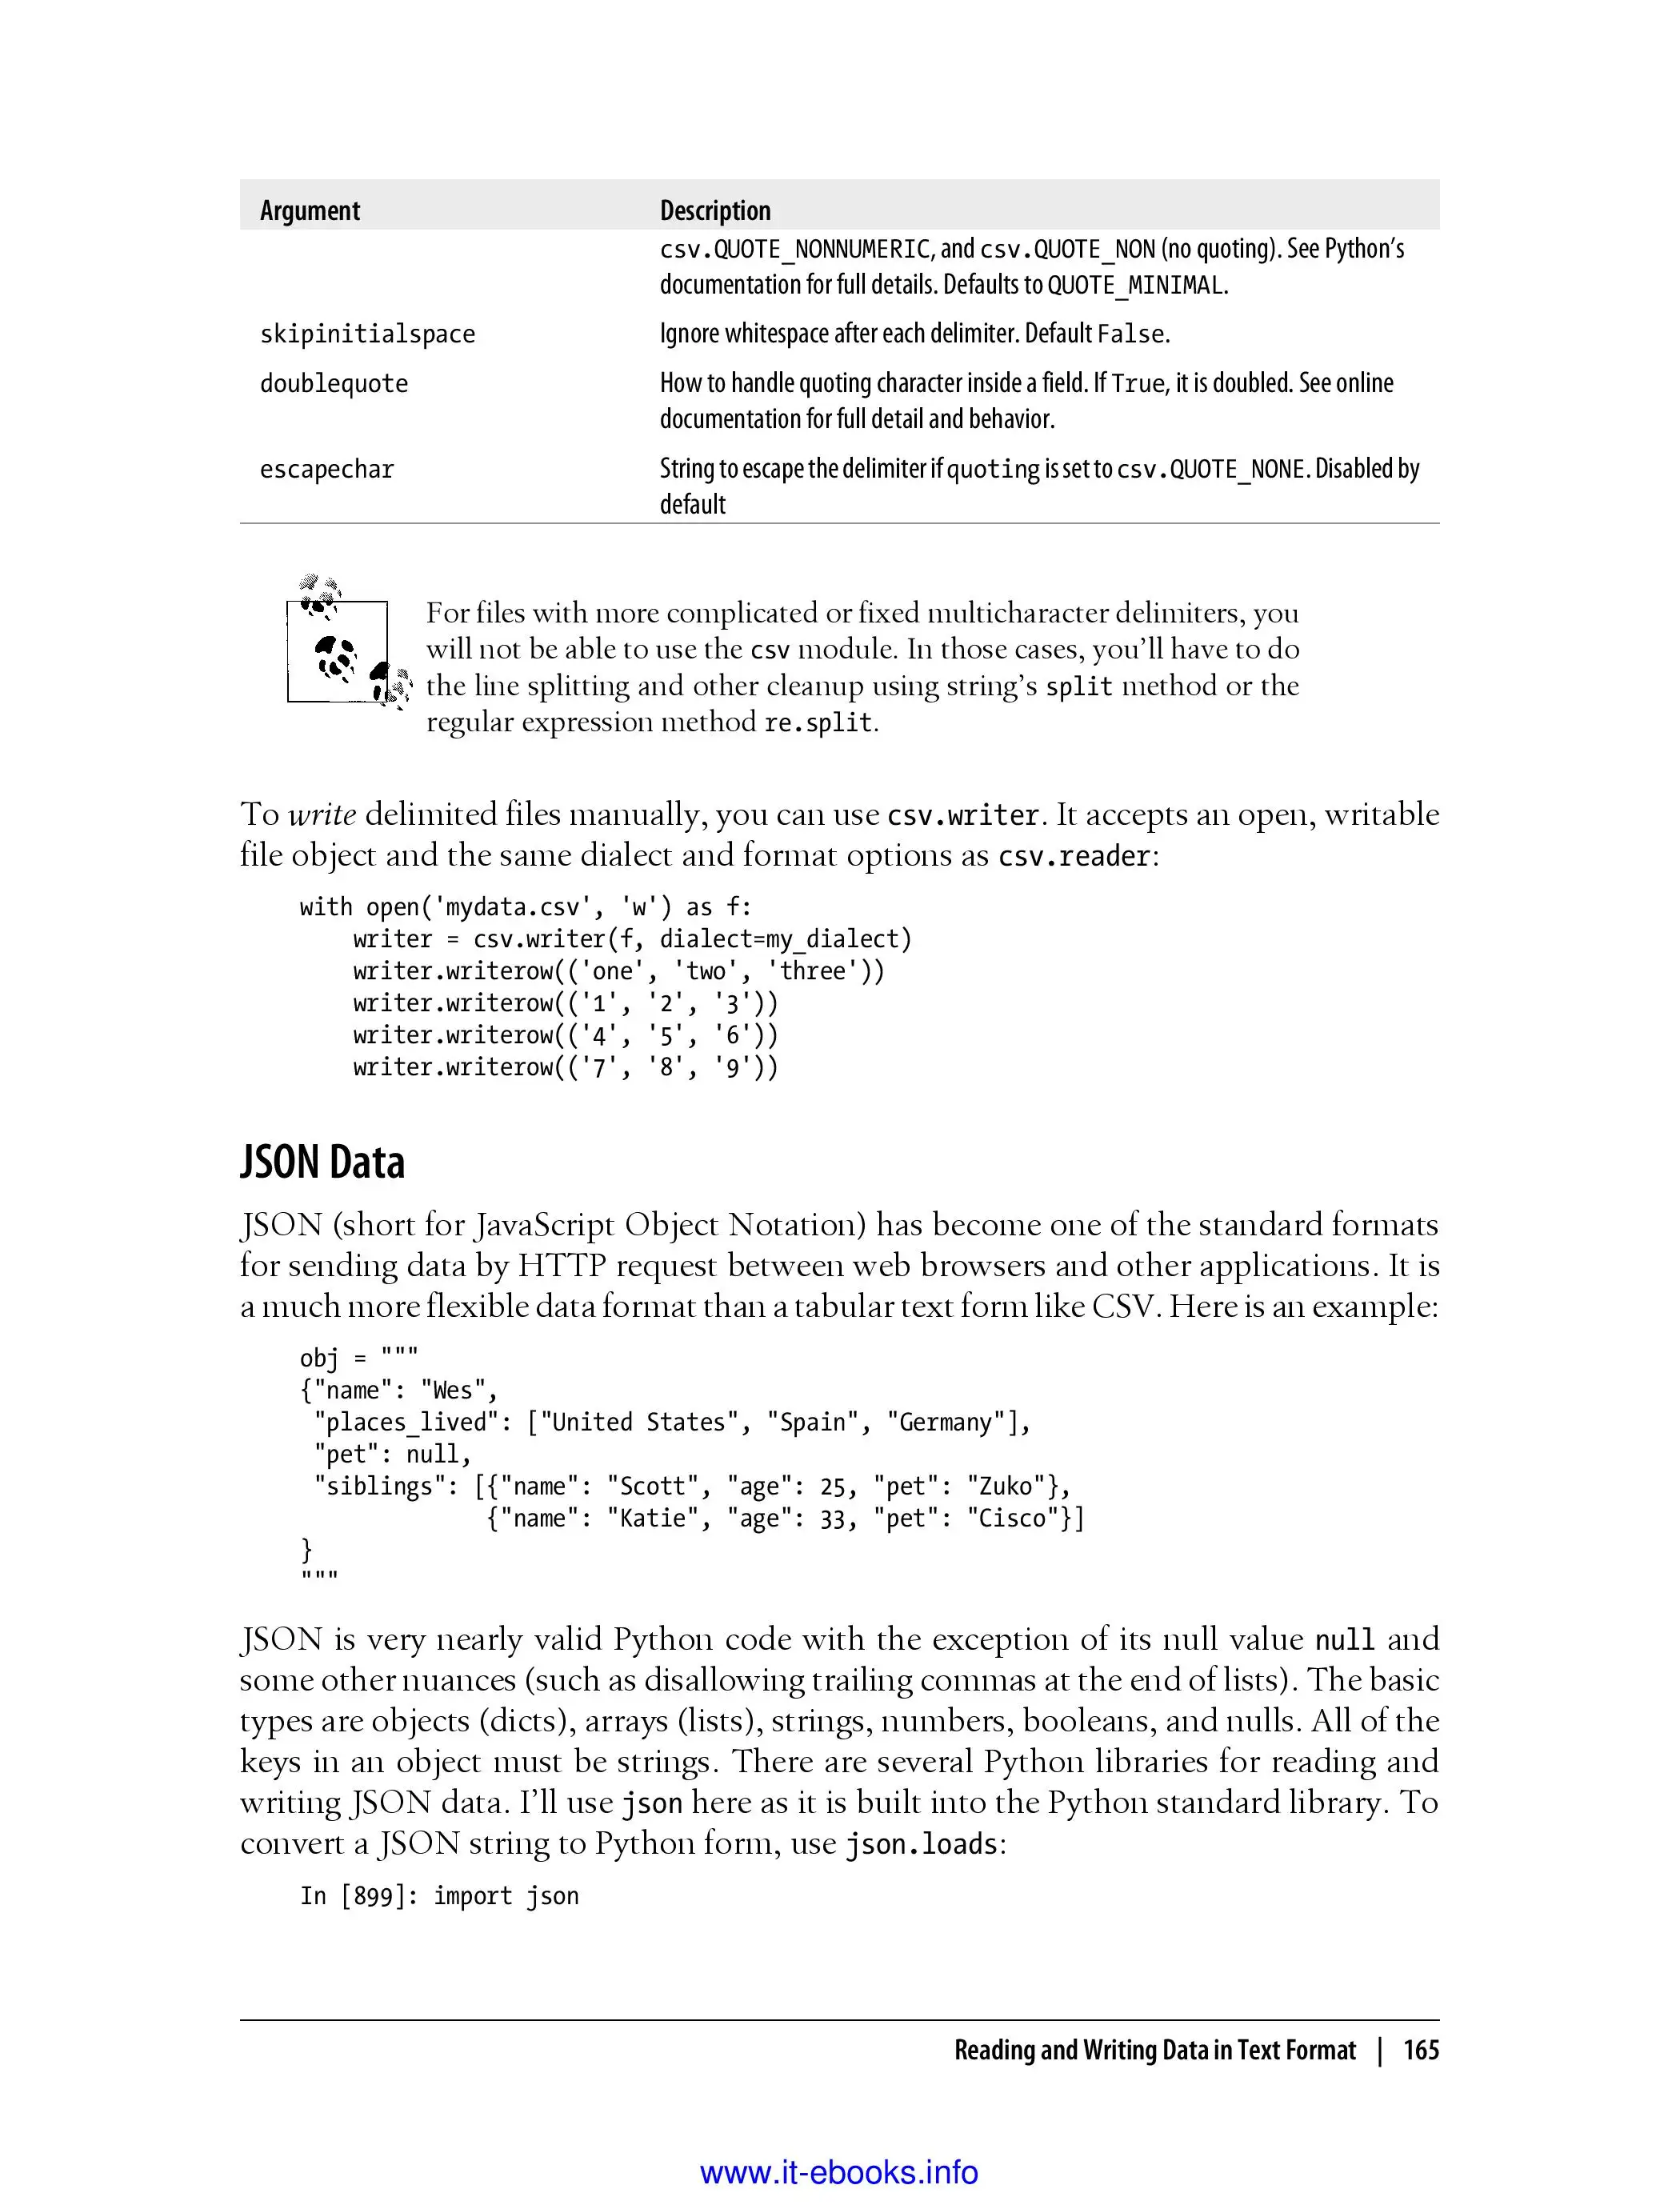 Argument Description
csv.QUOTE_NONNUMERIC, and csv.QUOTE_NON (no quoting). See Python’s
documentation for full details. Defaults to QUOTE_MINIMAL.
skipinitialspace Ignore whitespace after each delimiter. Default False.
doublequote How to handle quoting character inside a field. If True, it is doubled. See online
documentation for full detail and behavior.
escapechar String to escape the delimiter if quoting is set to csv.QUOTE_NONE. Disabled by
default
For files with more complicated or fixed multicharacter delimiters, you
will not be able to use the csv module. In those cases, you’ll have to do
the line splitting and other cleanup using string’s split method or the
regular expression method re.split.
To write delimited files manually, you can use csv.writer. It accepts an open, writable
file object and the same dialect and format options as csv.reader:
with open('mydata.csv', 'w') as f:
    writer = csv.writer(f, dialect=my_dialect)
    writer.writerow(('one', 'two', 'three'))
    writer.writerow(('1', '2', '3'))
    writer.writerow(('4', '5', '6'))
    writer.writerow(('7', '8', '9'))
JSON Data
JSON (short for JavaScript Object Notation) has become one of the standard formats
for sending data by HTTP request between web browsers and other applications. It is
a much more flexible data format than a tabular text form like CSV. Here is an example:
obj = """
{"name": "Wes",
 "places_lived": ["United States", "Spain", "Germany"],
 "pet": null,
 "siblings": [{"name": "Scott", "age": 25, "pet": "Zuko"},
              {"name": "Katie", "age": 33, "pet": "Cisco"}]
}
"""
JSON is very nearly valid Python code with the exception of its null value null and
some other nuances (such as disallowing trailing commas at the end of lists). The basic
types are objects (dicts), arrays (lists), strings, numbers, booleans, and nulls. All of the
keys in an object must be strings. There are several Python libraries for reading and
writing JSON data. I’ll use json here as it is built into the Python standard library. To
convert a JSON string to Python form, use json.loads:
In [899]: import json
Reading and Writing Data in Text Format | 165
www.it-ebooks.info